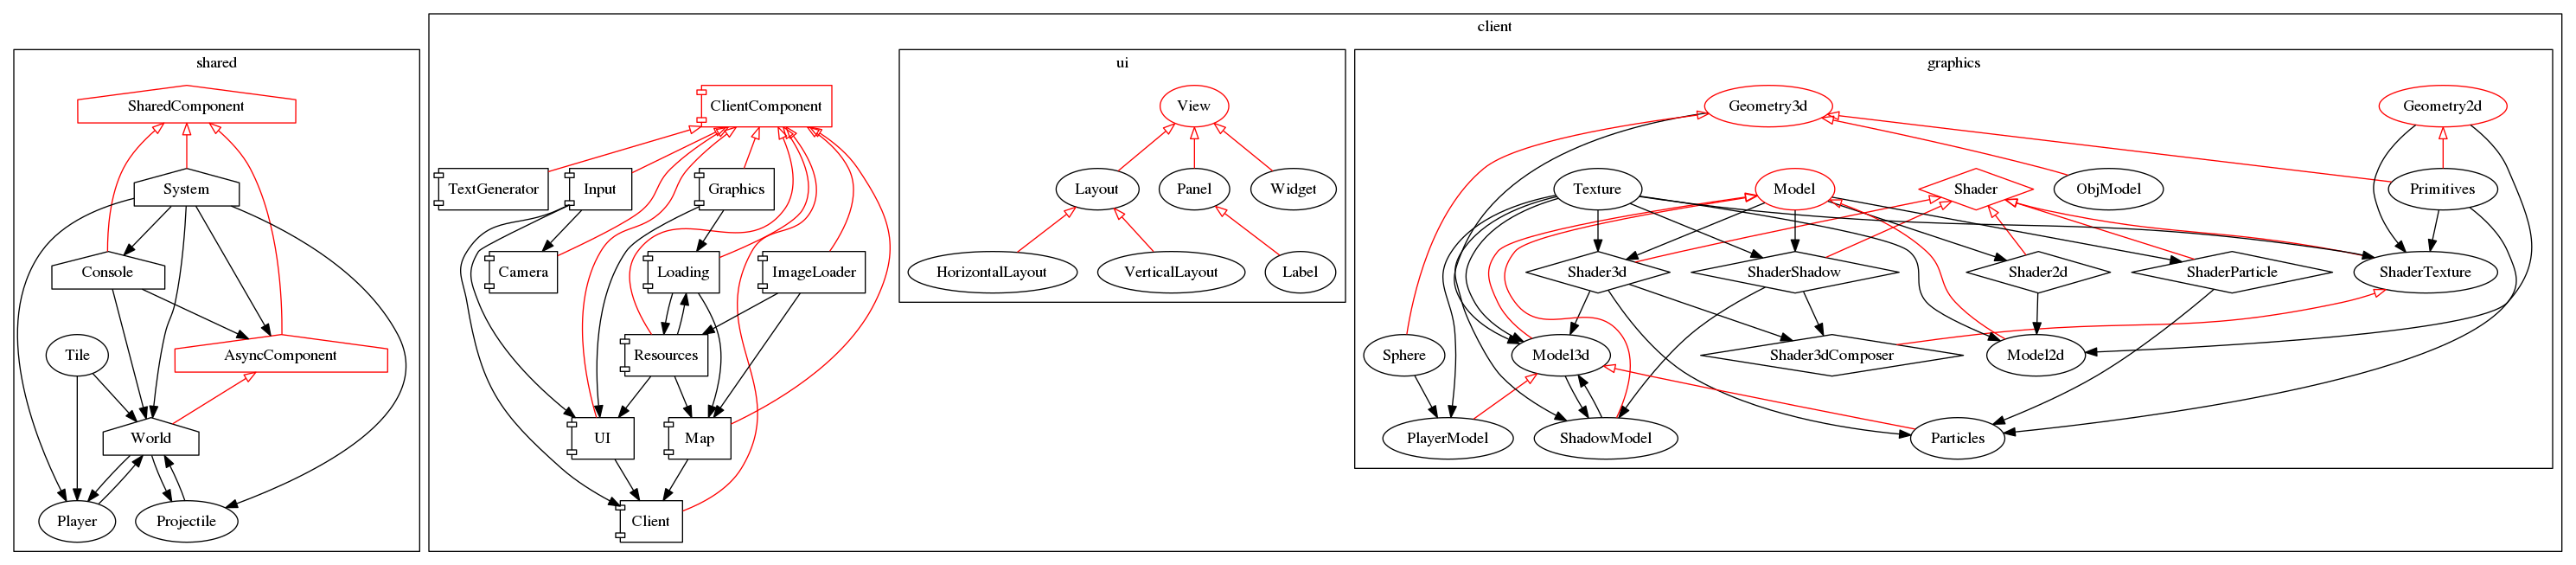 client
shared
ui
graphics
SharedComponent
System
Console
Tile
AsyncComponent
World
Player
Projectile
ClientComponent
TextGenerator
Input
Graphics
Camera
Loading
ImageLoader
Resources
UI
Map
Client
View
Layout
Panel
Widget
HorizontalLayout
VerticalLayout
Label
Geometry3d
Geometry2d
Texture
Model
Shader
ObjModel
Primitives
Shader3d
ShaderShadow
Shader2d
ShaderParticle
ShaderTexture
Sphere
Model3d
Shader3dComposer
Model2d
PlayerModel
ShadowModel
Particles